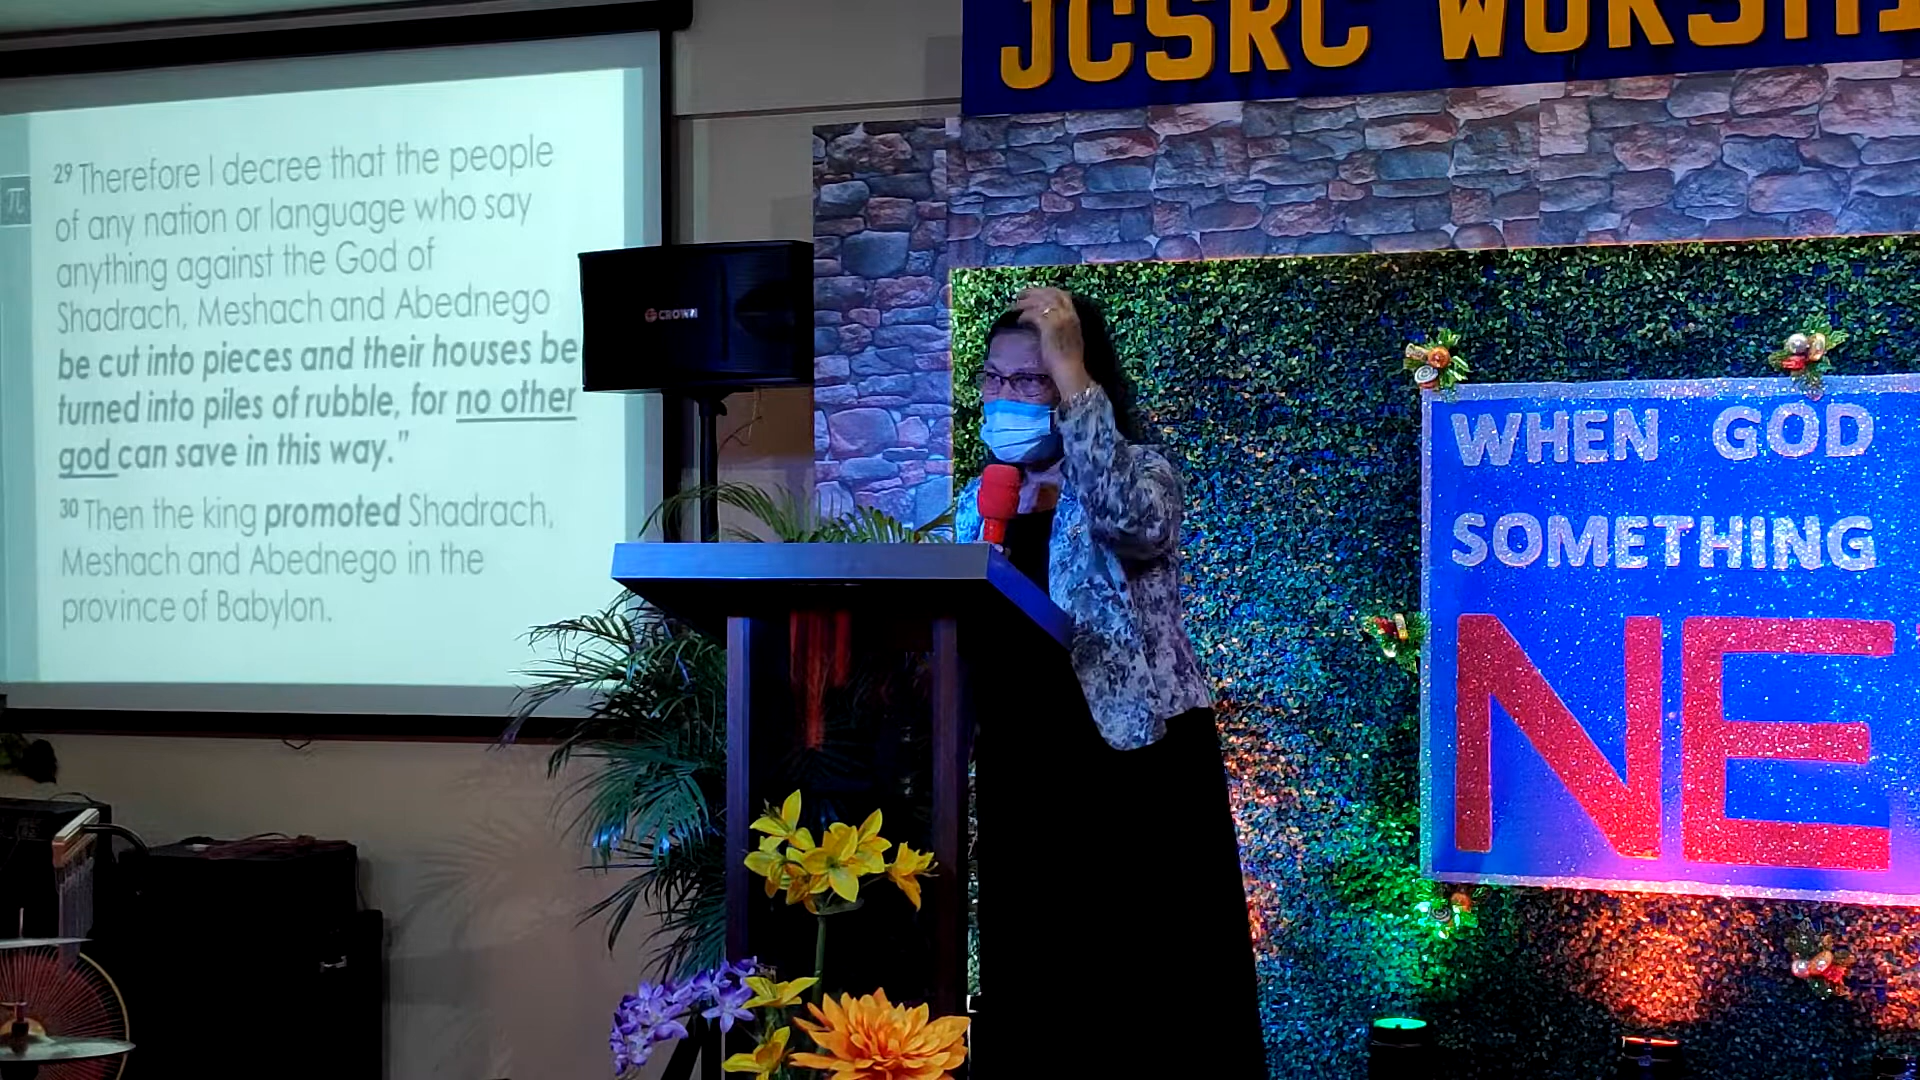 29 Therefore I decree that the people
of any nation or language who say
anything against the God of
Shadrach, Meshach and Abednego
be cut into pieces and their houses be
turned into piles of rubble, for no other
god can save in this way.”
30 Then the king promoted Shadrach,
Meshach and Abednego in the
province of Babylon.
π
CROWN
JCSRC WORSHI
WHEN GOD
SOMETHING
NE